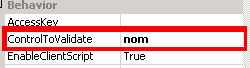 Behavior
AccessKey
ControlToValidate nom
EnableClientScript True